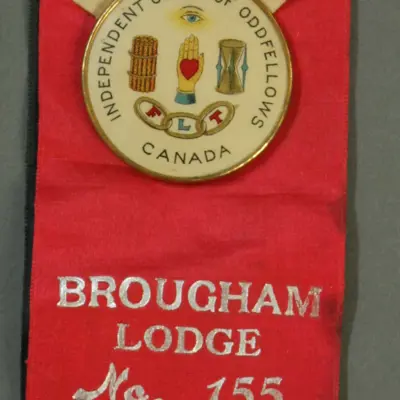 INDEPENDENT O OF ODDFELLOWS
F L T
CANADA
BROUGHAM
LODGE
No. 155